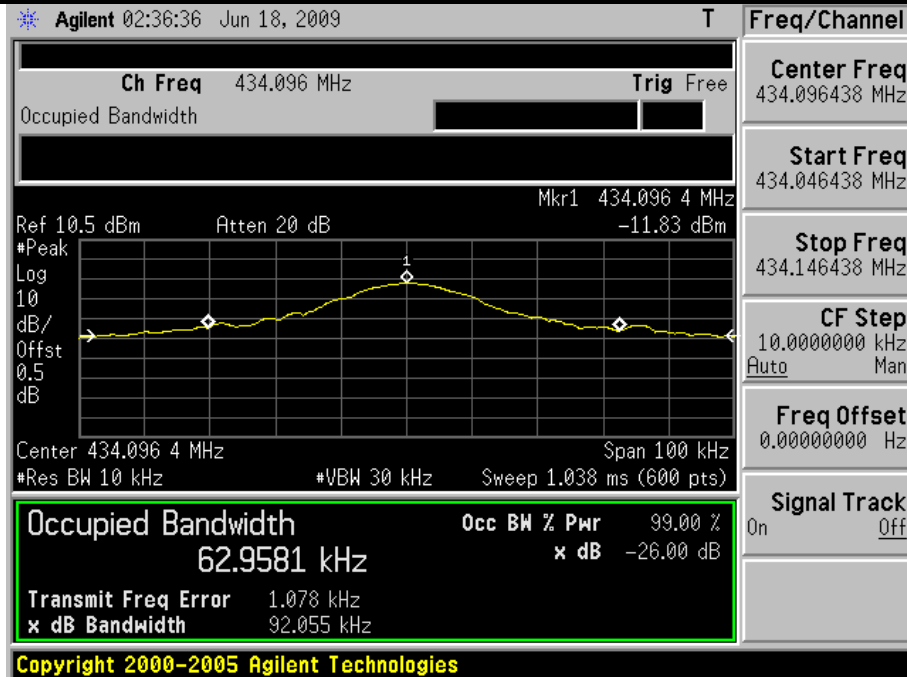 Agilent 02:36:36 Jun 18, 2009 T
Freq/Channel
Ch Freq 434.096 MHz Trig Free
Occupied Bandwidth
Center Freq
434.096438 MHz
Start Freq
434.046438 MHz
Stop Freq
434.146438 MHz
CF Step
10.0000000 kHz
Auto Man
Freq Offset
0.00000000 Hz
Signal Track
On Off
Mkr1 434.096 4 MHz
Ref 10.5 dBm Atten 20 dB -11.83 dBm
#Peak
Log
10
dB/
Offst
0.5
dB
1
Center 434.096 4 MHz Span 100 kHz
#Res BW 10 kHz #VBW 30 kHz Sweep 1.038 ms (600 pts)
Occupied Bandwidth
62.9581 kHz
Occ BW % Pwr 99.00 %
x dB -26.00 dB
Transmit Freq Error 1.078 kHz
x dB Bandwidth 92.055 kHz
Copyright 2000-2005 Agilent Technologies